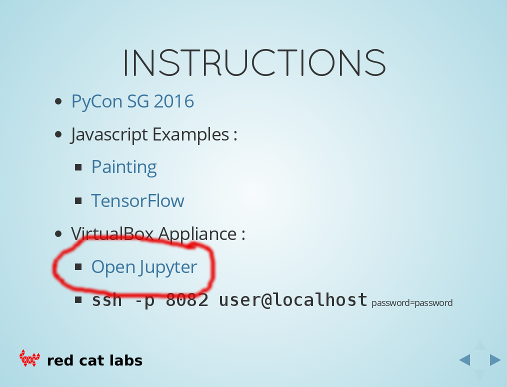 INSTRUCTIONS
PyCon SG 2016
Javascript Examples :
Painting
TensorFlow
VirtualBox Appliance :
Open Jupyter
ssh -p 8082 user@localhost password=password
red cat labs